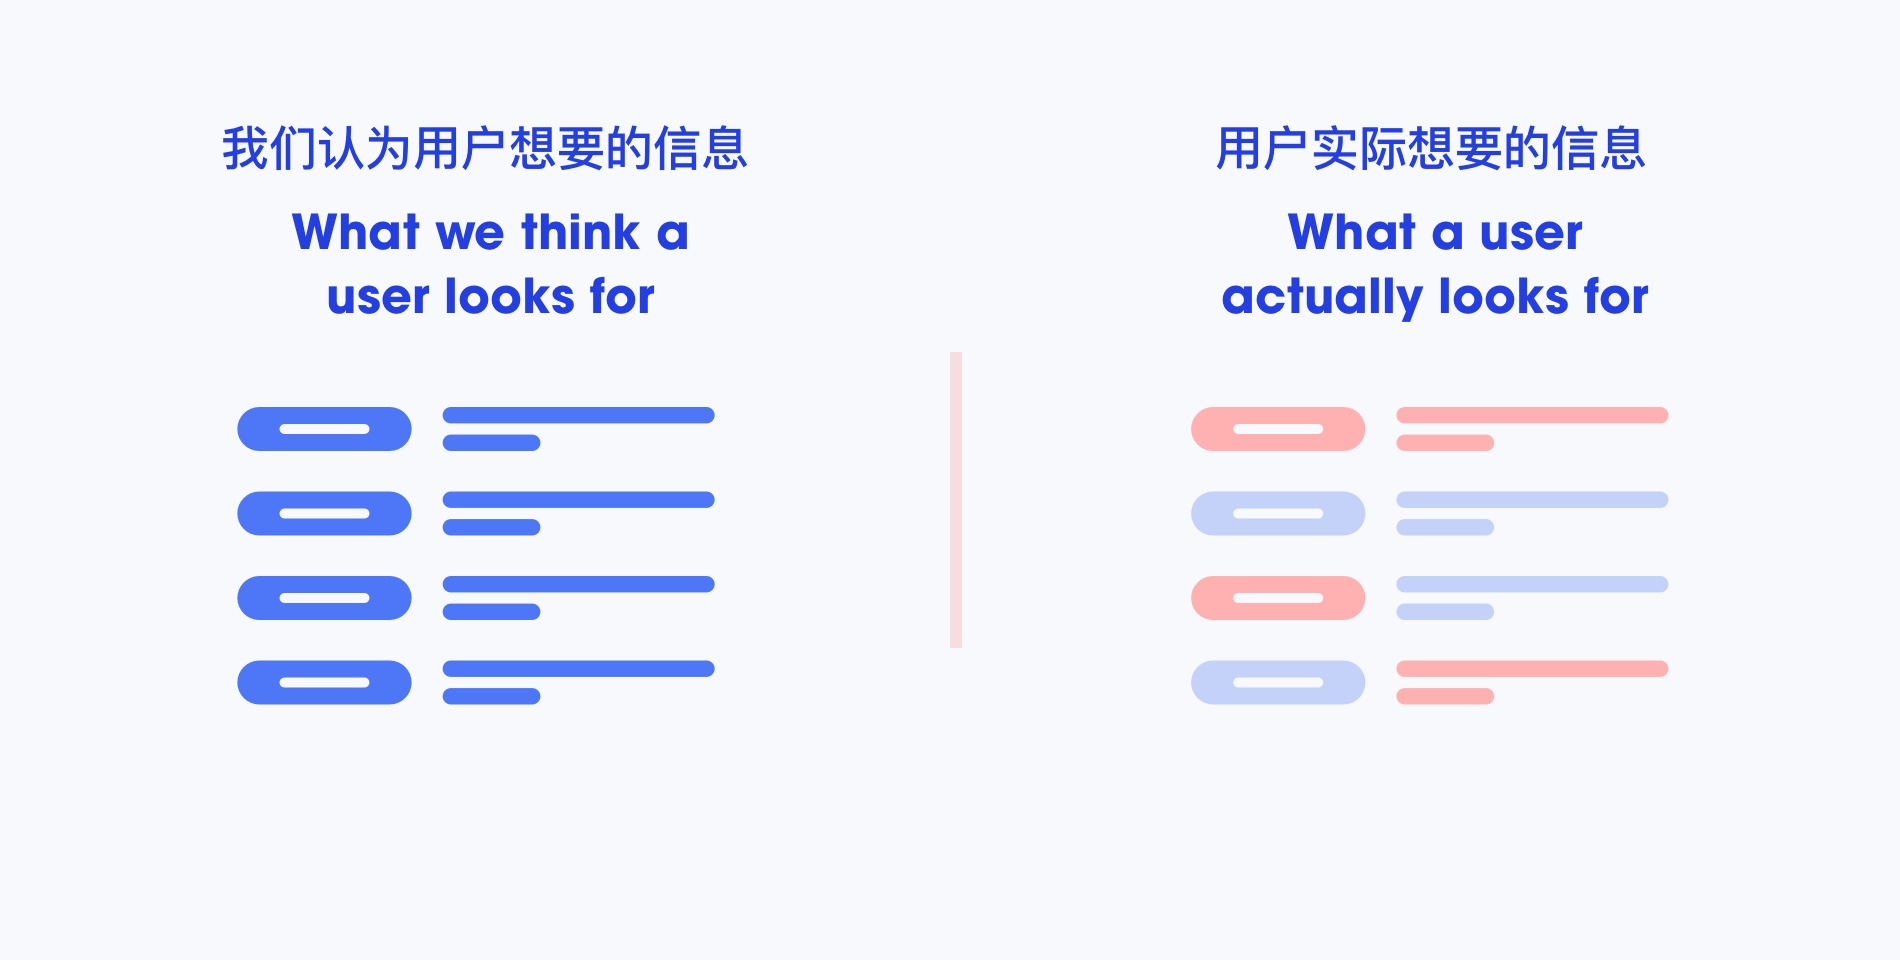 我们认为用户想要的信息
What we think a
user looks for
用户实际想要的信息
What a user
actually looks for